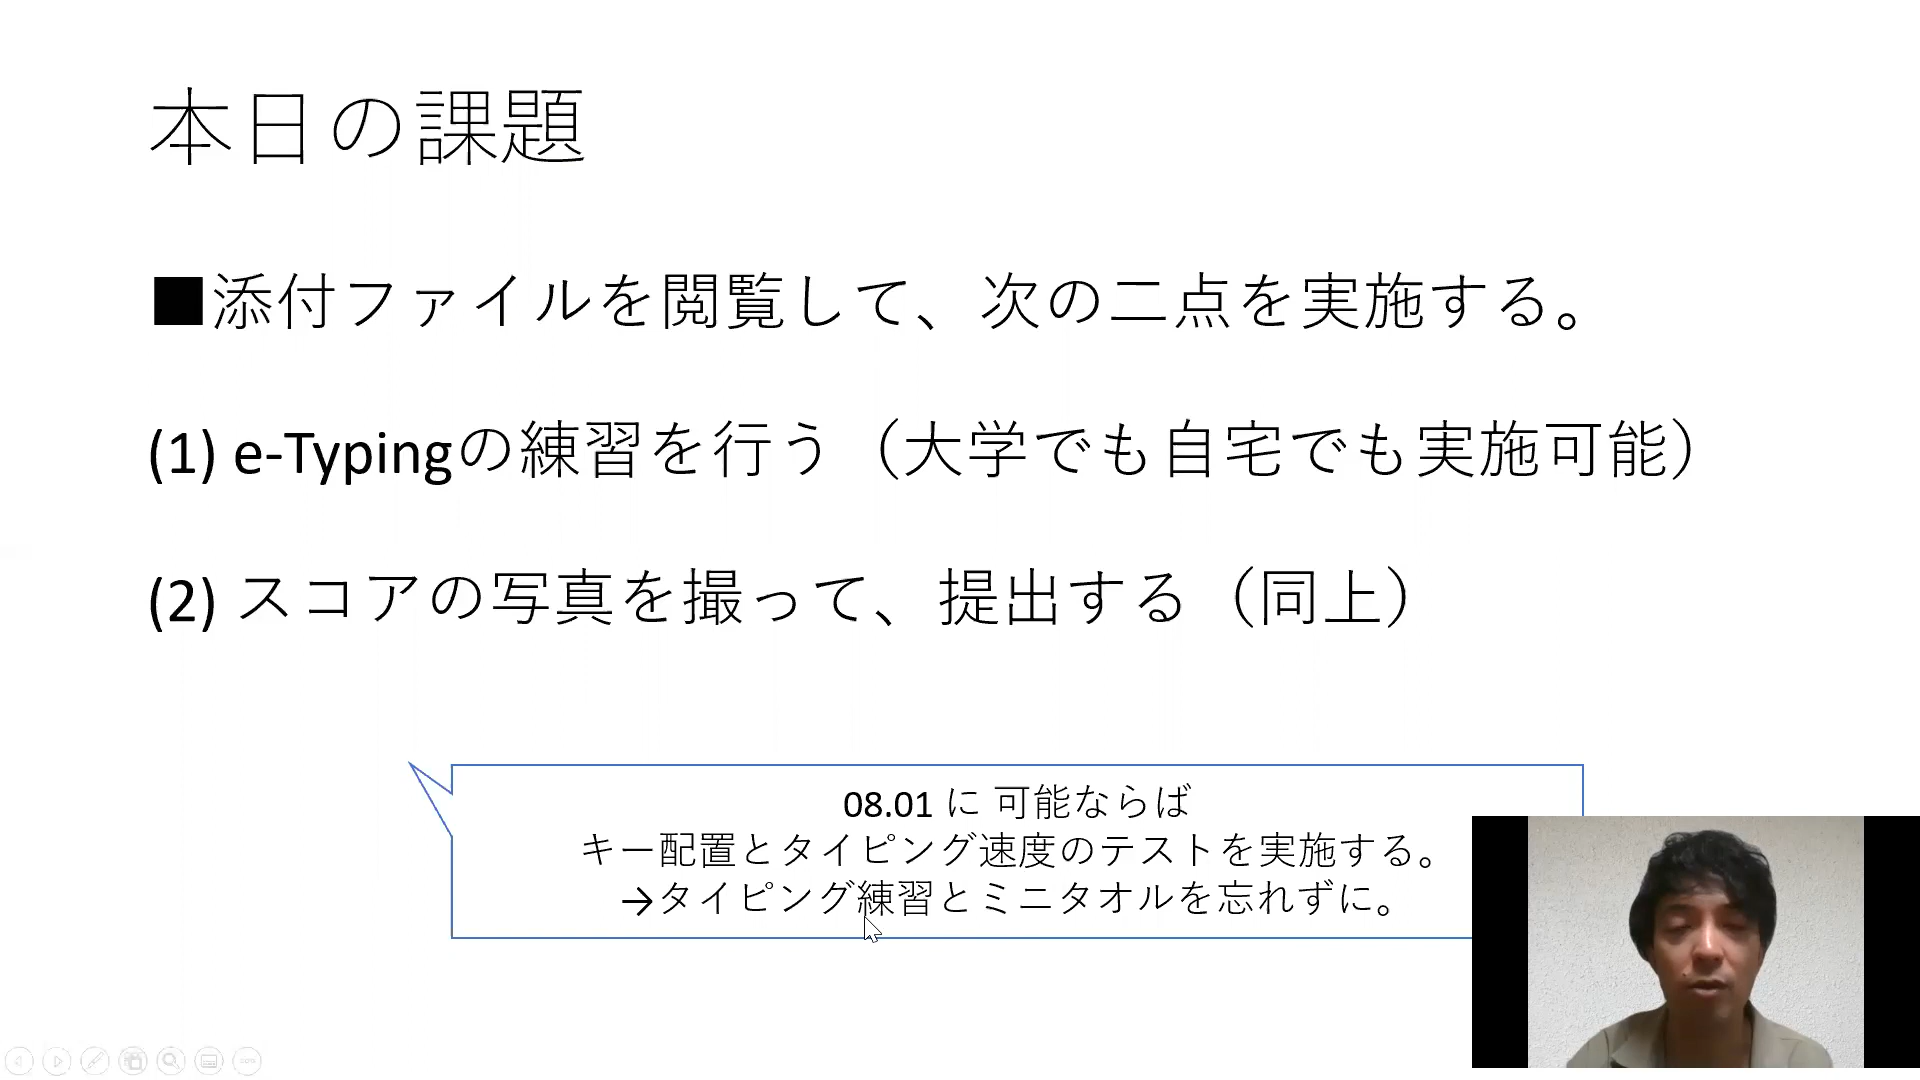 本日の課題
■添付ファイルを閲覧して、次の二点を実施する。
(1) e-Typingの練習を行う（大学でも自宅でも実施可能）
(2) スコアの写真を撮って、提出する（同上）
08.01 に 可能ならば
キー配置とタイピング速度のテストを実施する。
→タイピング練習とミニタオルを忘れずに。